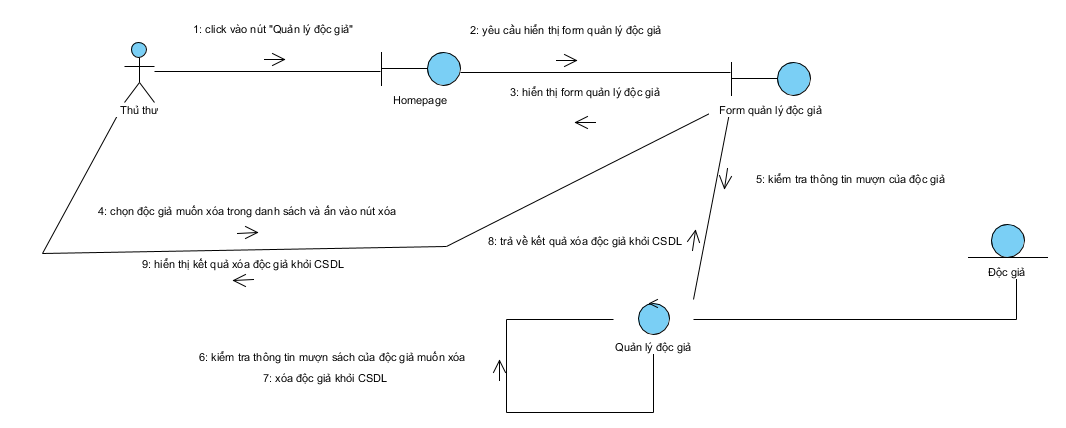 1: click vào nút "Quản lý độc giả"
2: yêu cầu hiển thị form quản lý độc giả
3: hiển thị form quản lý độc giả
Homepage
Thủ thư
Form quản lý độc giả
5: kiểm tra thông tin mượn của độc giả
4: chọn độc giả muốn xóa trong danh sách và ấn vào nút xóa
8: trả về kết quả xóa độc giả khỏi CSDL
9: hiển thị kết quả xóa độc giả khỏi CSDL
Độc giả
Quản lý độc giả
6: kiểm tra thông tin mượn sách của độc giả muốn xóa
7: xóa độc giả khỏi CSDL